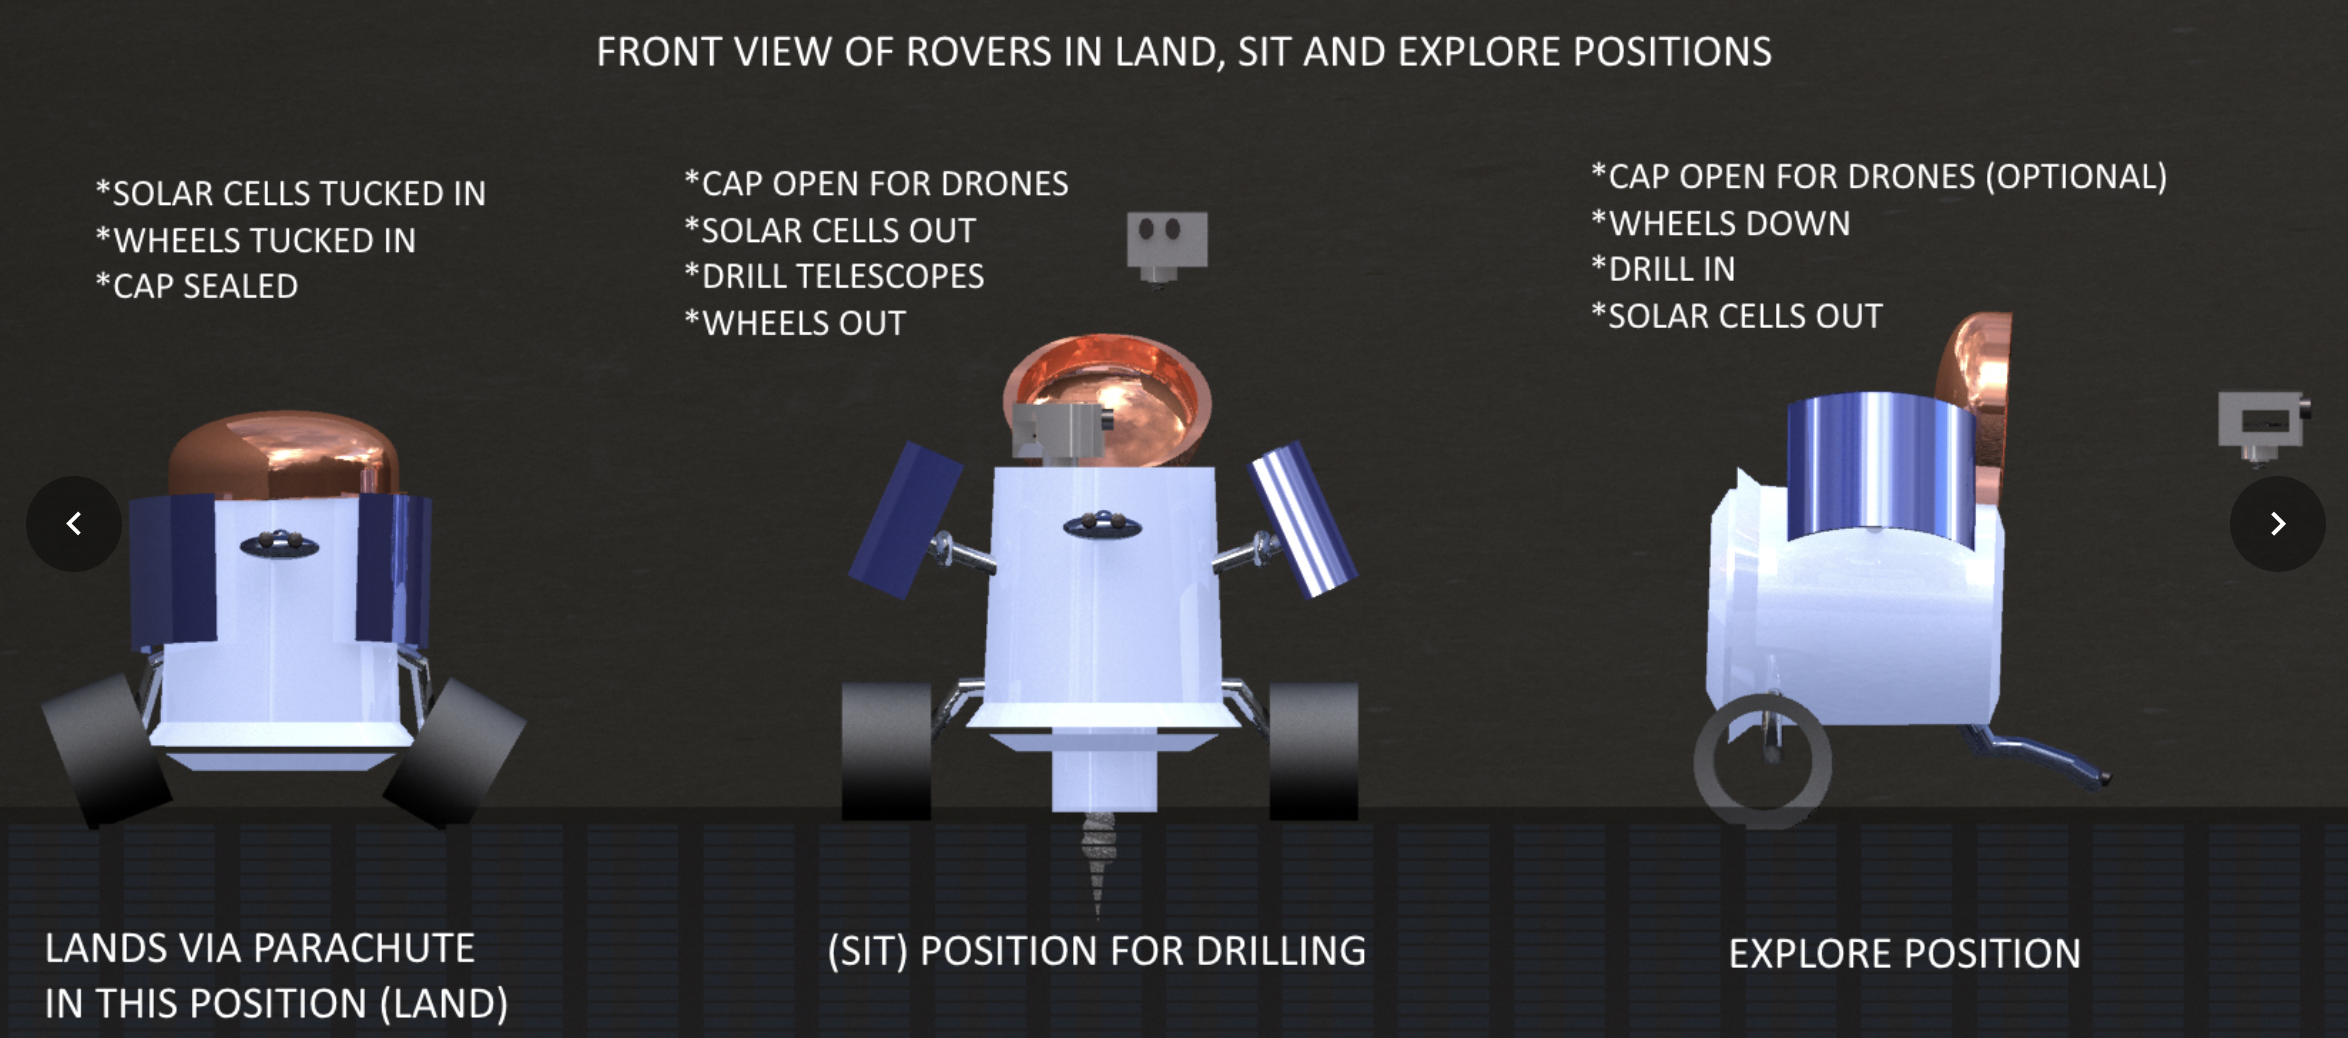 FRONT VIEW OF ROVERS IN LAND, SIT AND EXPLORE POSITIONS
*SOLAR CELLS TUCKED IN
*WHEELS TUCKED IN
*CAP SEALED
*CAP OPEN FOR DRONES
*SOLAR CELLS OUT
*DRILL TELESCOPES
*WHEELS OUT
*CAP OPEN FOR DRONES (OPTIONAL)
*WHEELS DOWN
*DRILL IN
*SOLAR CELLS OUT
LANDS VIA PARACHUTE
IN THIS POSITION (LAND)
(SIT) POSITION FOR DRILLING
EXPLORE POSITION